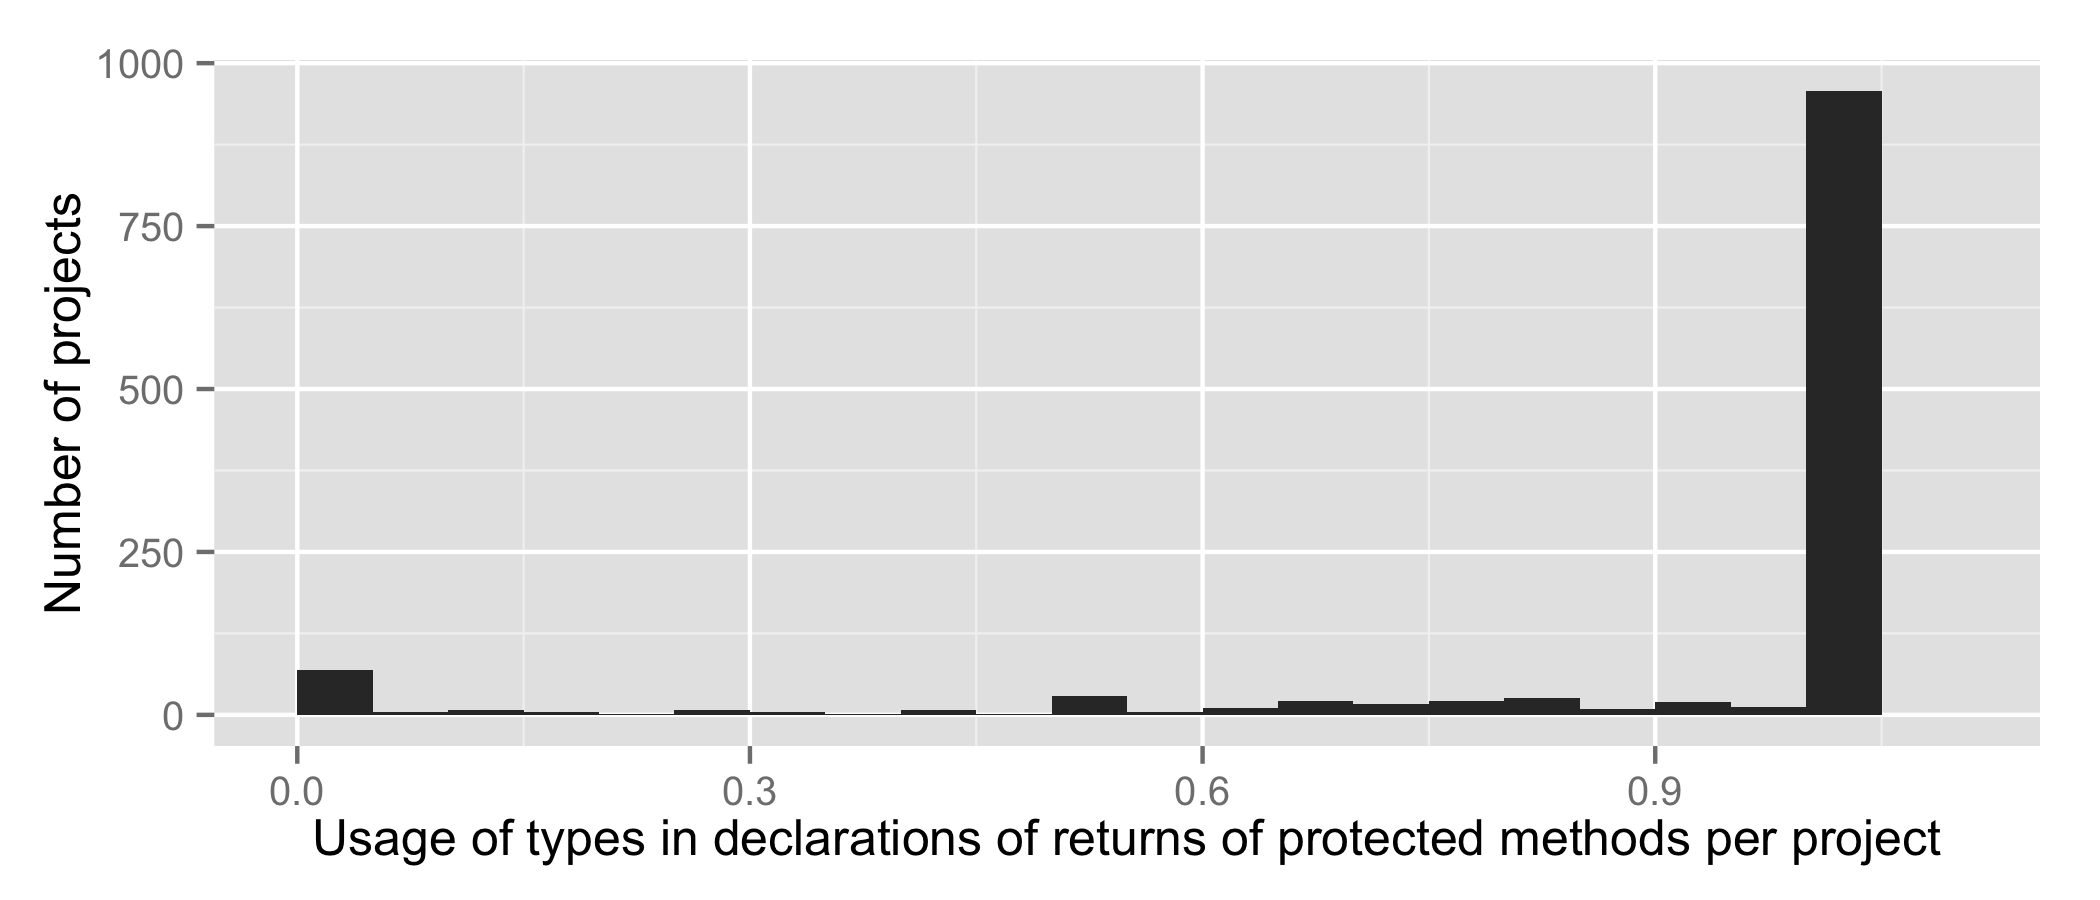 Number of projects
1000
750
500
250
0
0.0 0.3 0.6 0.9
Usage of types in declarations of returns of protected methods per project